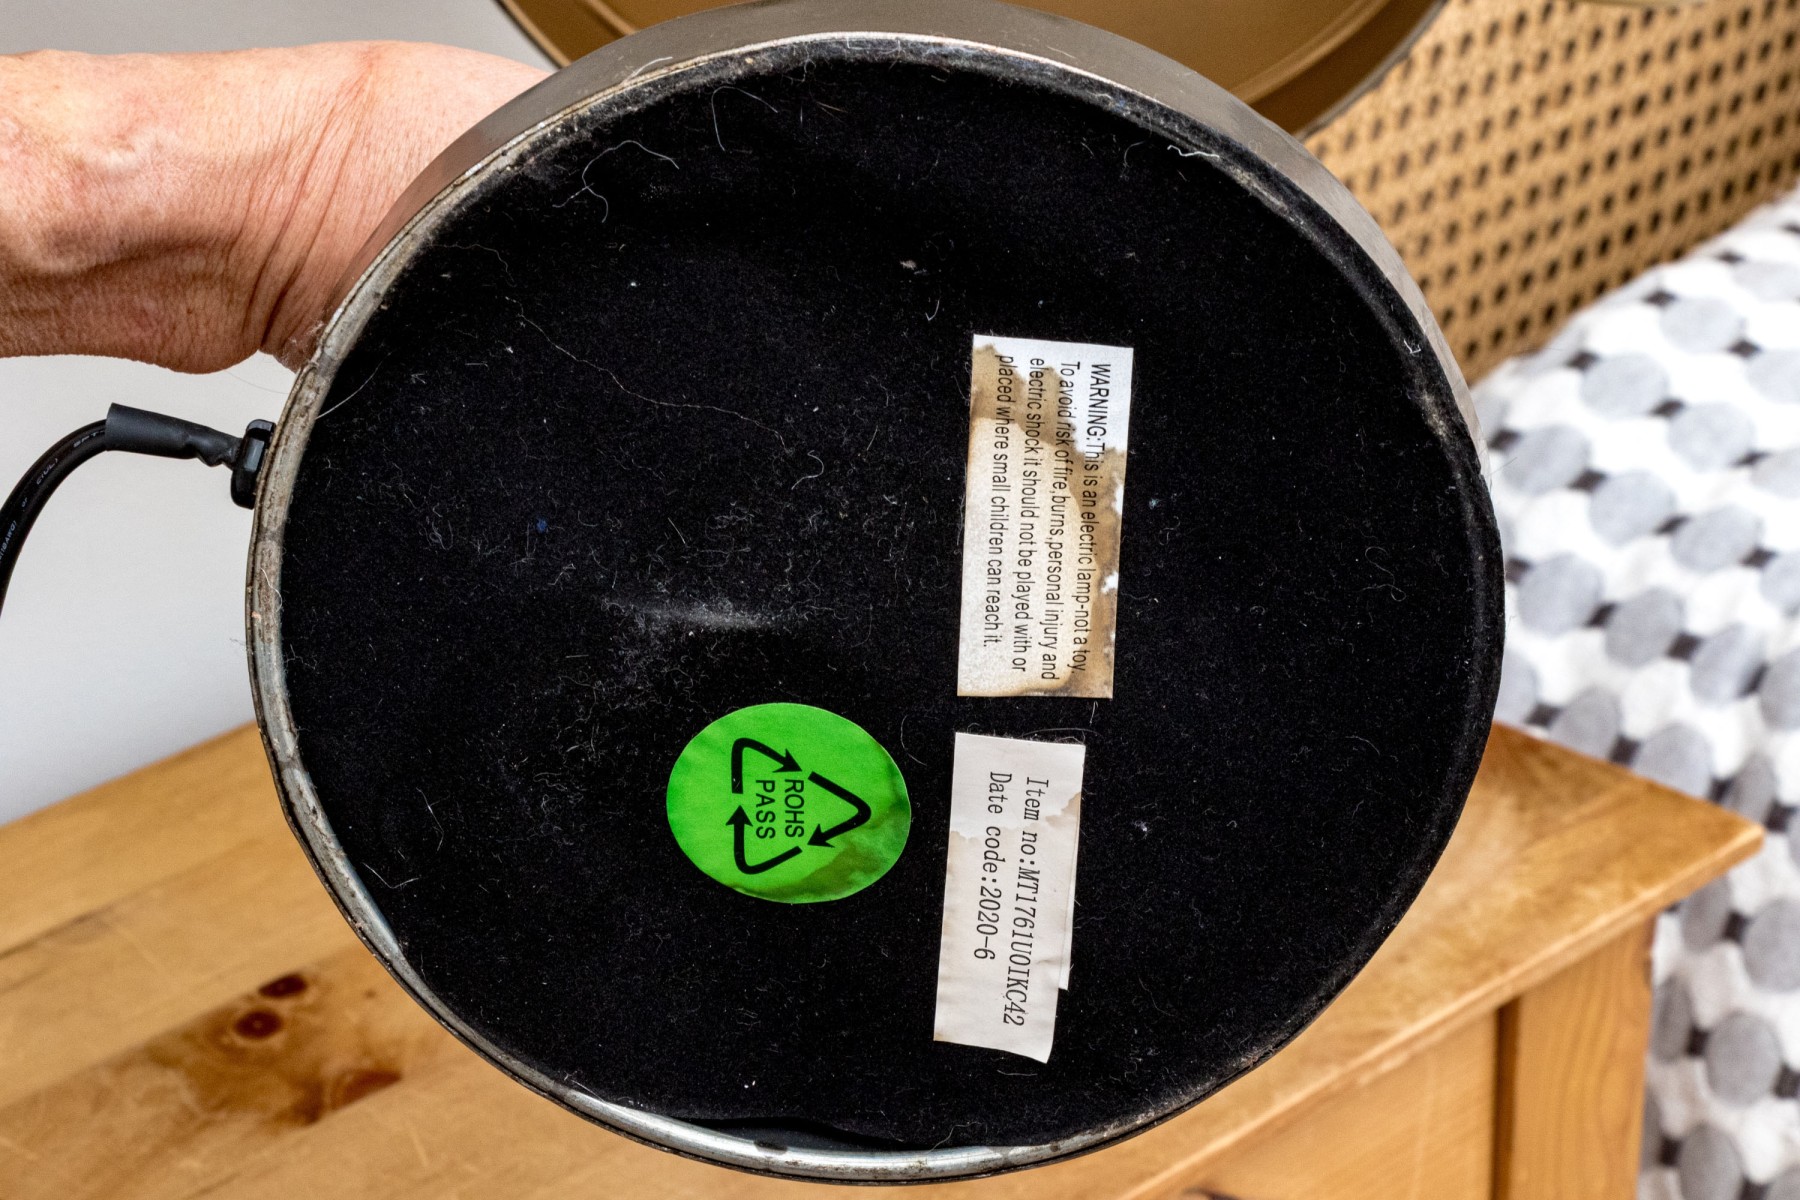 WARNING:This is an electric lamp-not a toy.
To avoid risk of fire,burns,personal injury and
electric shock it should not be played with or
placed where small children can reach it.
Item no:MT1761U0IKC42
Date code:2020-6
ROHS
PASS